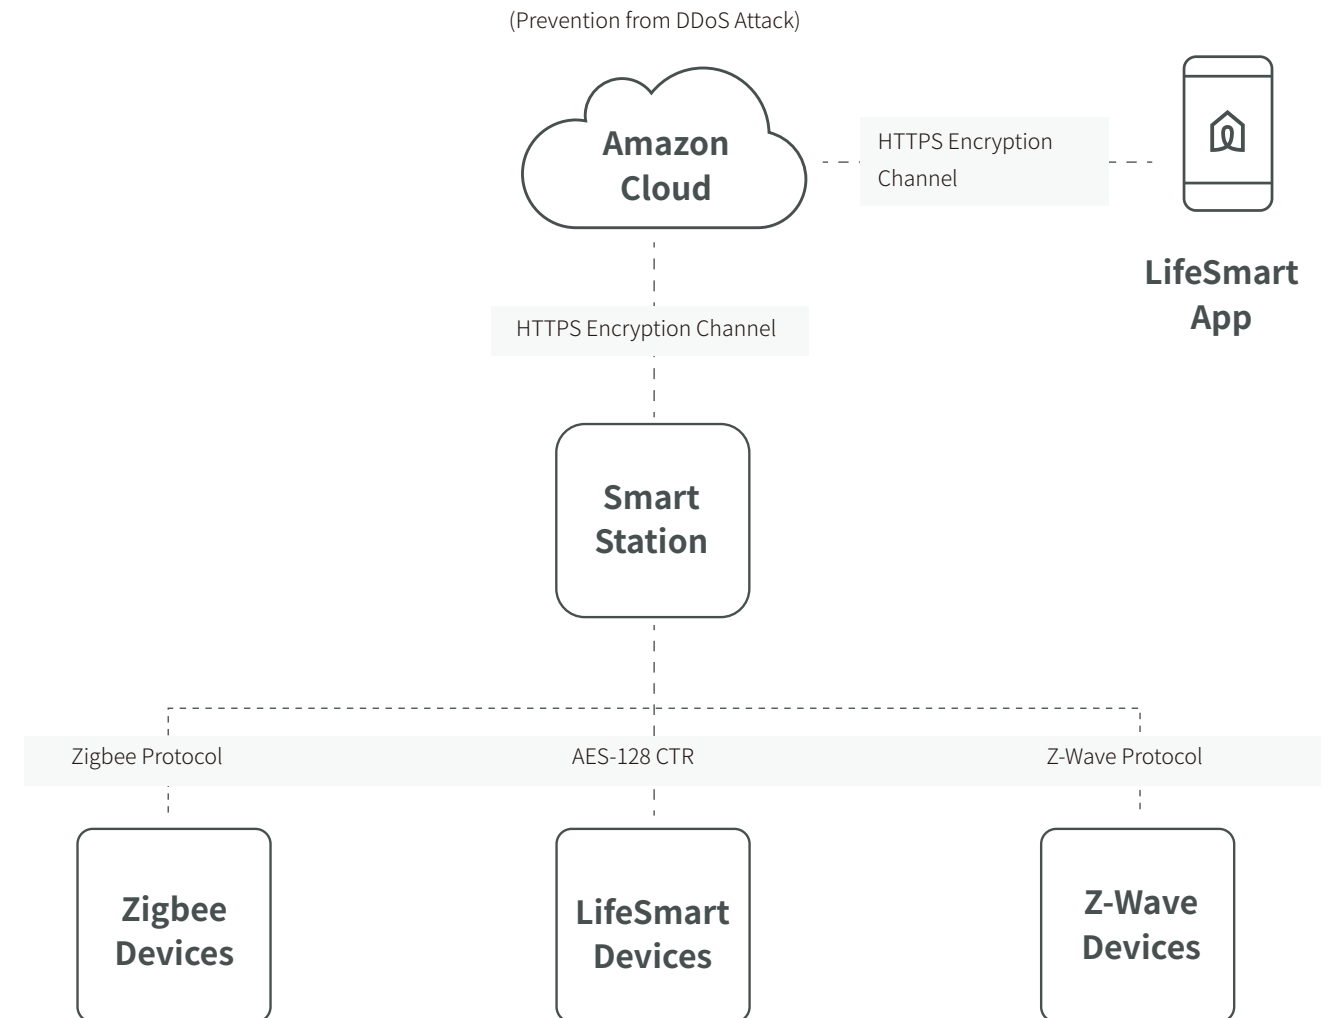 (Prevention from DDoS Attack)
Amazon
Cloud
HTTPS Encryption
Channel
LifeSmart
App
HTTPS Encryption Channel
Smart
Station
Zigbee Protocol
AES-128 CTR
Z-Wave Protocol
Zigbee
Devices
LifeSmart
Devices
Z-Wave
Devices